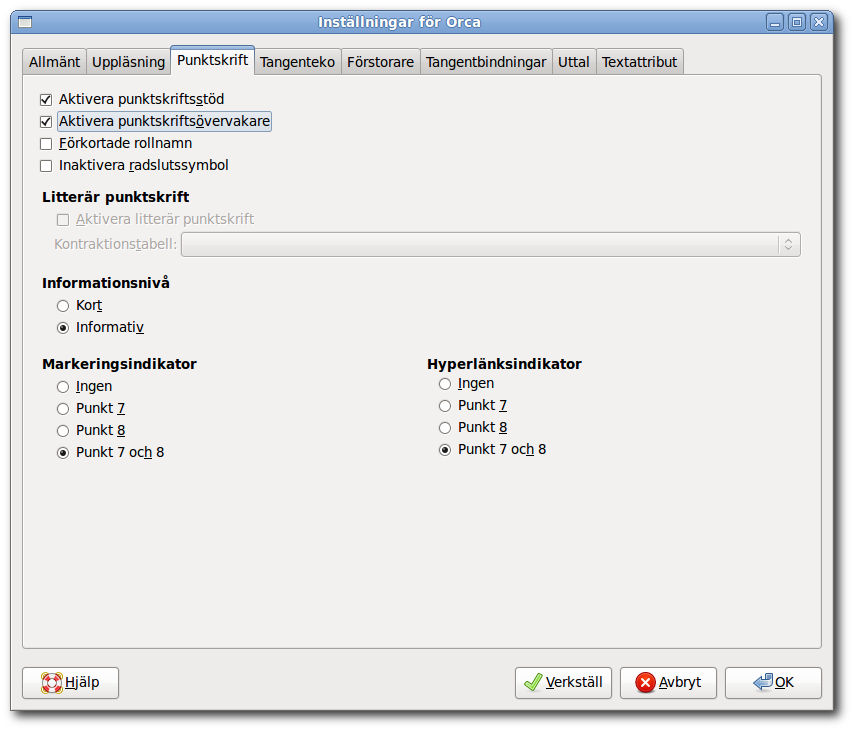 Inställningar för Orca
Allmänt Uppläsning Punktskrift Tangenteko Förstorare Tangentbindningar Uttal Textattribut
Aktivera punktskriftsstöd
Aktivera punktskriftsövervakare
Förkortade rollnamn
Inaktivera radslutssymbol
Litterär punktskrift
Aktivera litterär punktskrift
Kontraktionstabell:
Informationsnivå
Kort
Informativ
Markeringsindikator
Ingen
Punkt 7
Punkt 8
Punkt 7 och 8
Hyperlänksindikator
Ingen
Punkt 7
Punkt 8
Punkt 7 och 8
Hjälp Verkställ Avbryt OK